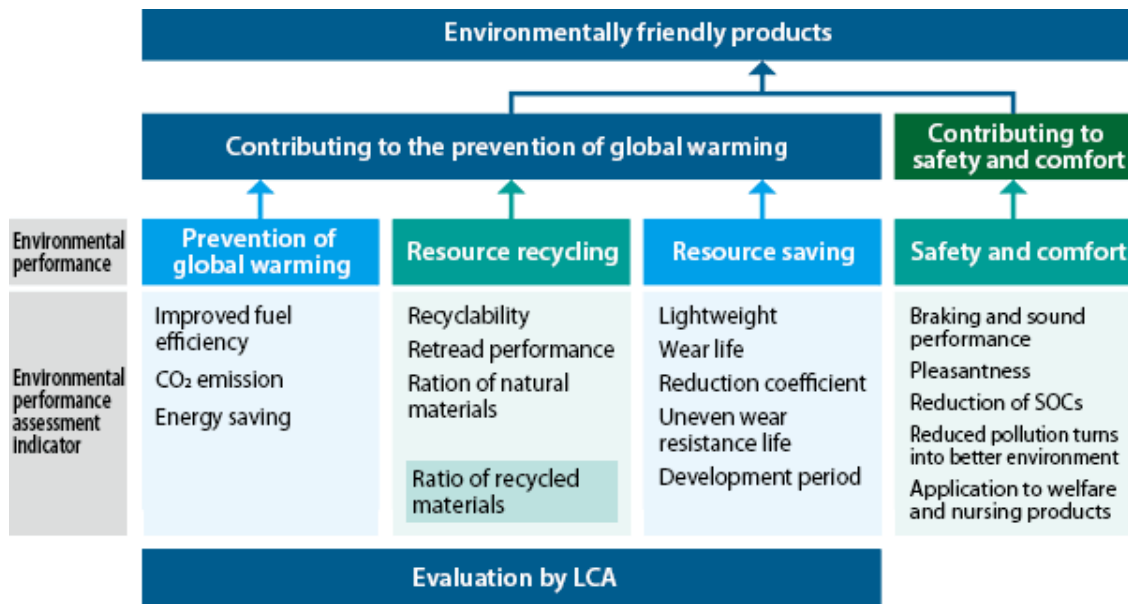 Environmentally friendly products
Contributing to the prevention of global warming
Contributing to
safety and comfort
Environmental
performance
Prevention of
global warming
Resource recycling
Resource saving
Safety and comfort
Environmental
performance
assessment
indicator
Improved fuel
efficiency
CO₂ emission
Energy saving
Recyclability
Retread performance
Ration of natural
materials
Ratio of recycled
materials
Lightweight
Wear life
Reduction coefficient
Uneven wear
resistance life
Development period
Braking and sound
performance
Pleasantness
Reduction of SOCs
Reduced pollution turns
into better environment
Application to welfare
and nursing products
Evaluation by LCA